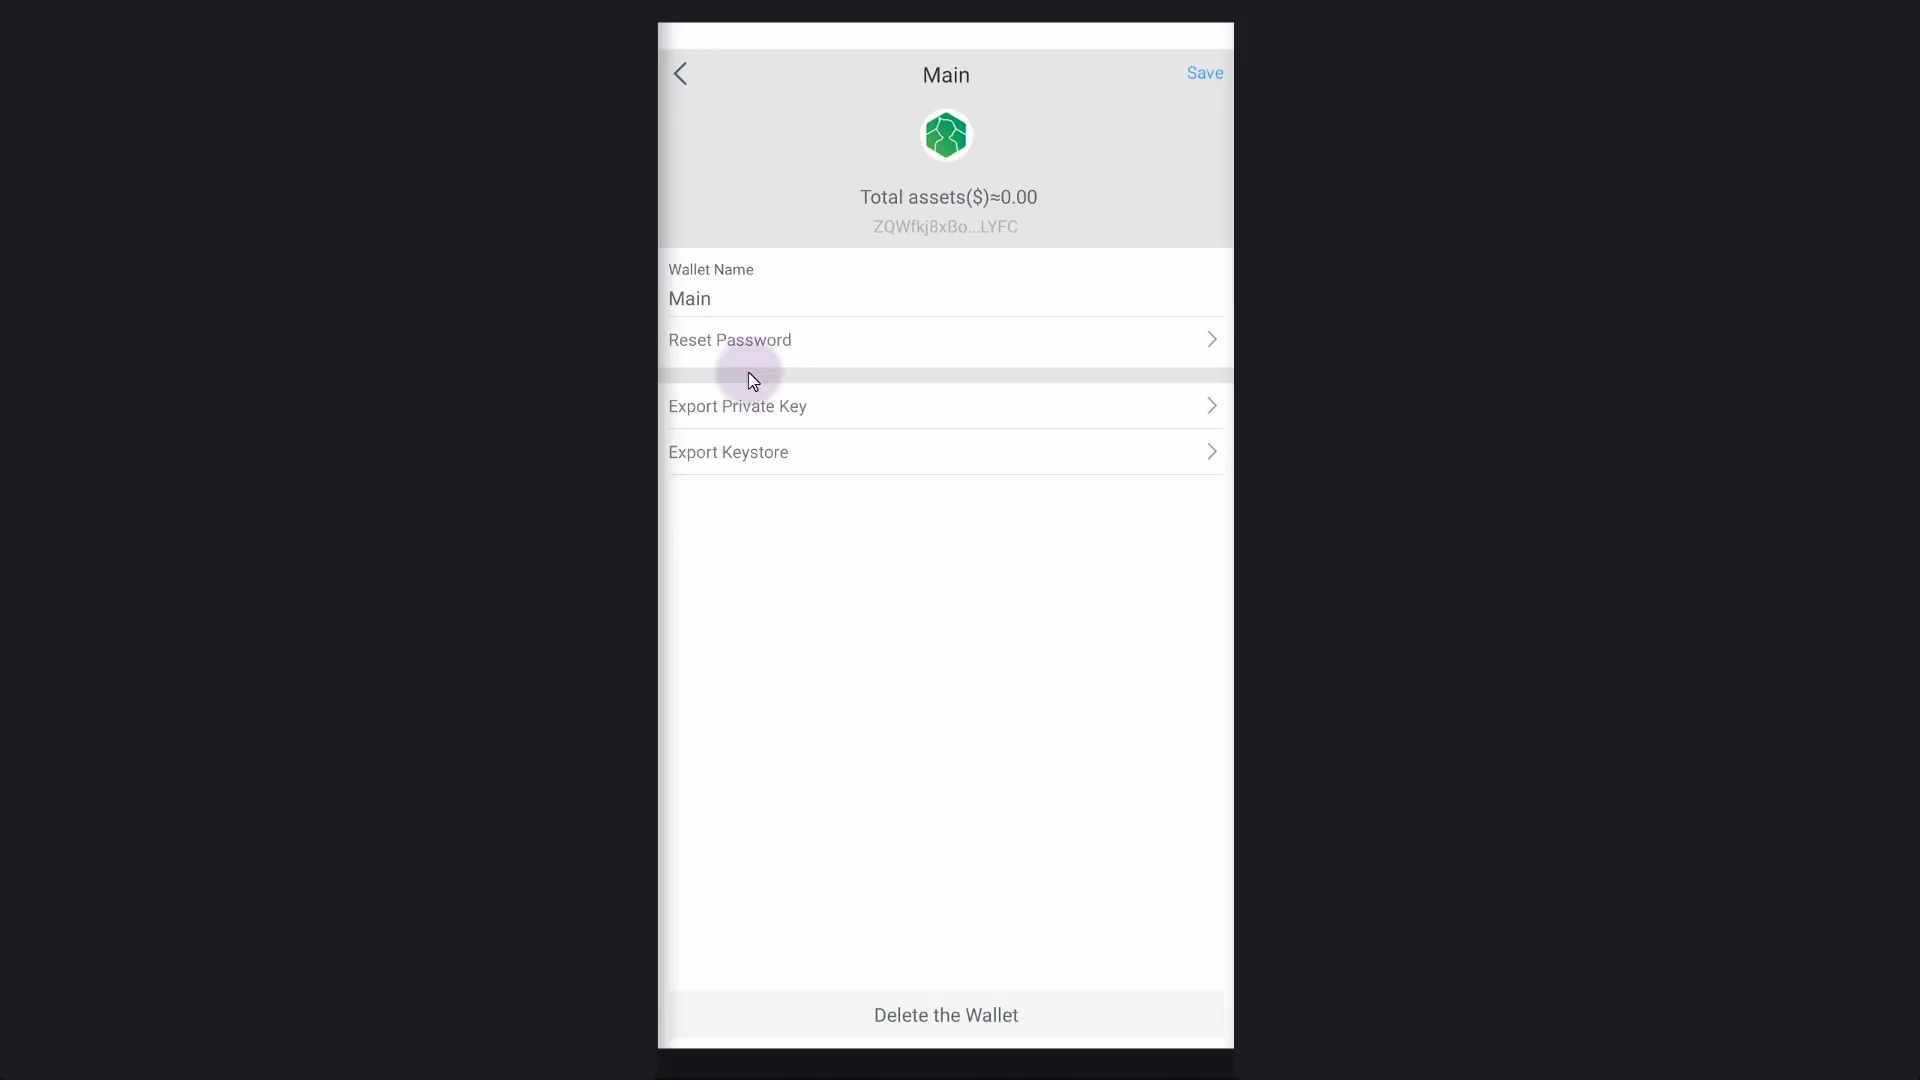 Main
Save
Total assets($)≈0.00
ZQWfkj8xBo...LYFC
Wallet Name
Main
Reset Password
Export Private Key
Export Keystore
Delete the Wallet